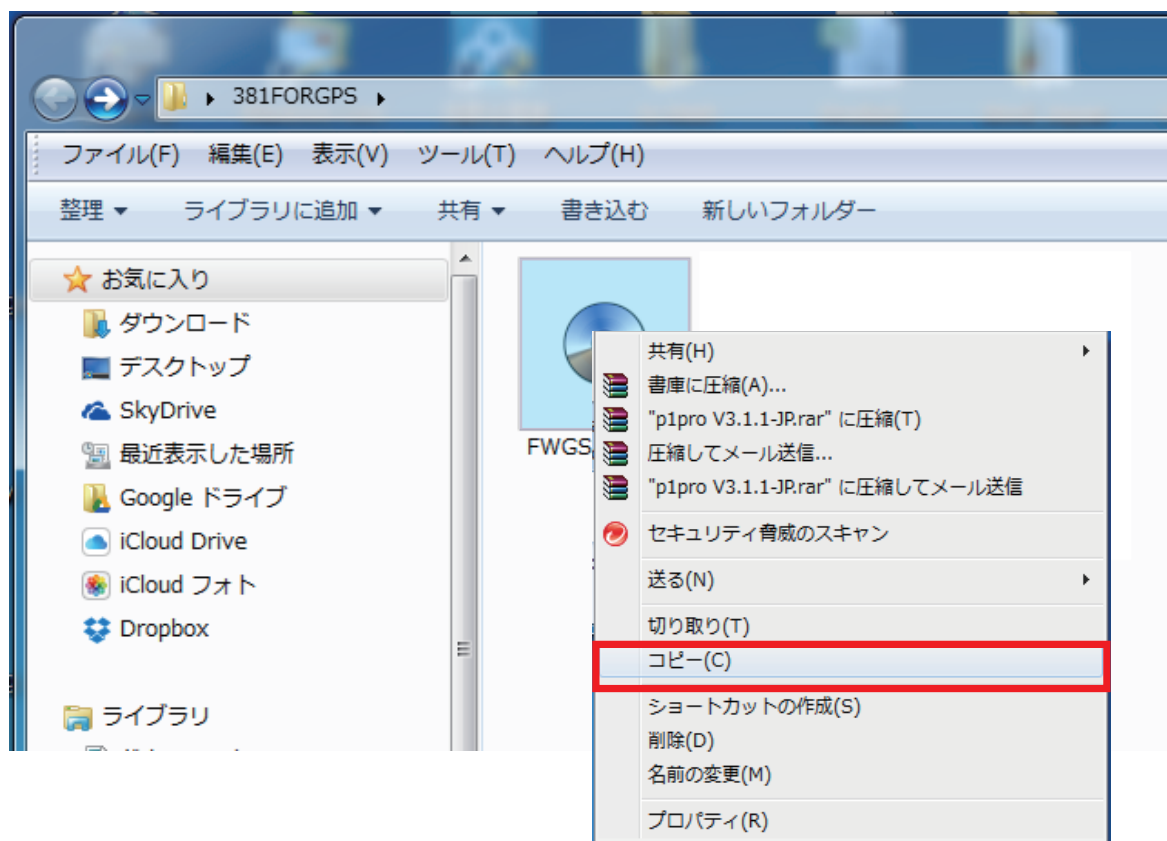 381FORGPS
ファイル(F) 編集(E) 表示(V) ツール(T) ヘルプ(H)
整理 ライブラリに追加 共有 書き込む 新しいフォルダー
お気に入り
ダウンロード
デスクトップ
SkyDrive
最近表示した場所
Google ドライブ
iCloud Drive
iCloud フォト
Dropbox
ライブラリ
FWGS
共有(H)
書庫に圧縮(A)...
"p1pro V3.1.1-JP.rar" に圧縮(T)
圧縮してメール送信...
"p1pro V3.1.1-JP.rar" に圧縮してメール送信
セキュリティ脅威のスキャン
送る(N)
切り取り(T)
コピー(C)
ショートカットの作成(S)
削除(D)
名前の変更(M)
プロパティ(R)